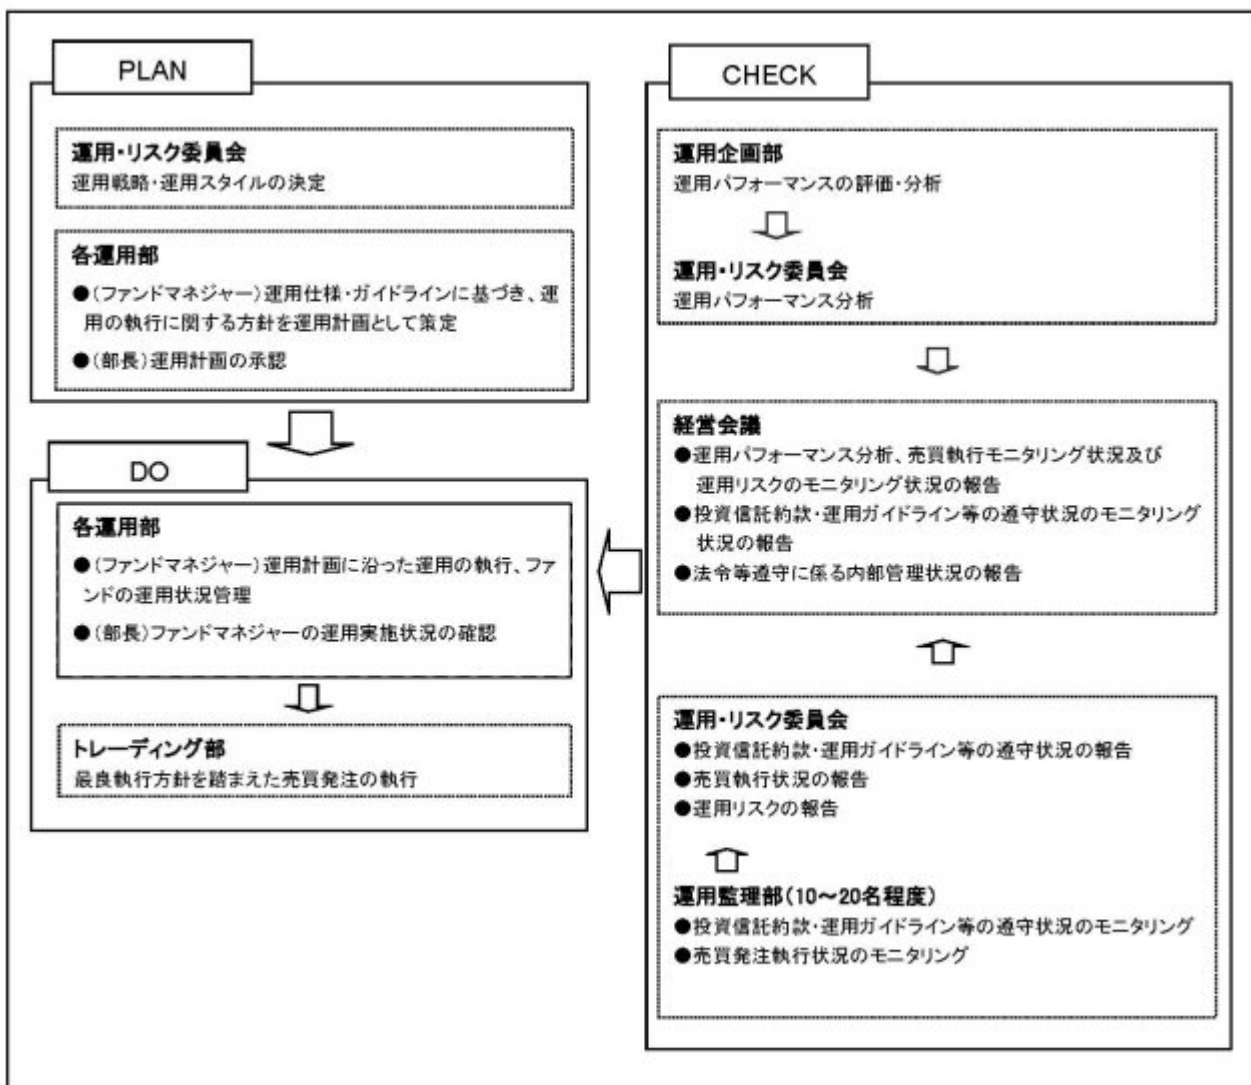 PLAN
運用・リスク委員会
運用戦略・運用スタイルの決定
各運用部
●(ファンドマネジャー)運用仕様・ガイドラインに基づき、運
用の執行に関する方針を運用計画として策定
●(部長)運用計画の承認
DO
各運用部
●(ファンドマネジャー)運用計画に沿った運用の執行、ファ
ンドの運用状況管理
●(部長)ファンドマネジャーの運用実施状況の確認
トレーディング部
最良執行方針を踏まえた売買発注の執行
CHECK
運用企画部
運用パフォーマンスの評価・分析
運用・リスク委員会
運用パフォーマンス分析
経営会議
●運用パフォーマンス分析、売買執行モニタリング状況及び
運用リスクのモニタリング状況の報告
●投資信託約款・運用ガイドライン等の遵守状況のモニタリング
状況の報告
●法令等遵守に係る内部管理状況の報告
運用・リスク委員会
●投資信託約款・運用ガイドライン等の遵守状況の報告
●売買執行状況の報告
●運用リスクの報告
運用監理部(10~20名程度)
●投資信託約款・運用ガイドライン等の遵守状況のモニタリング
●売買発注執行状況のモニタリング